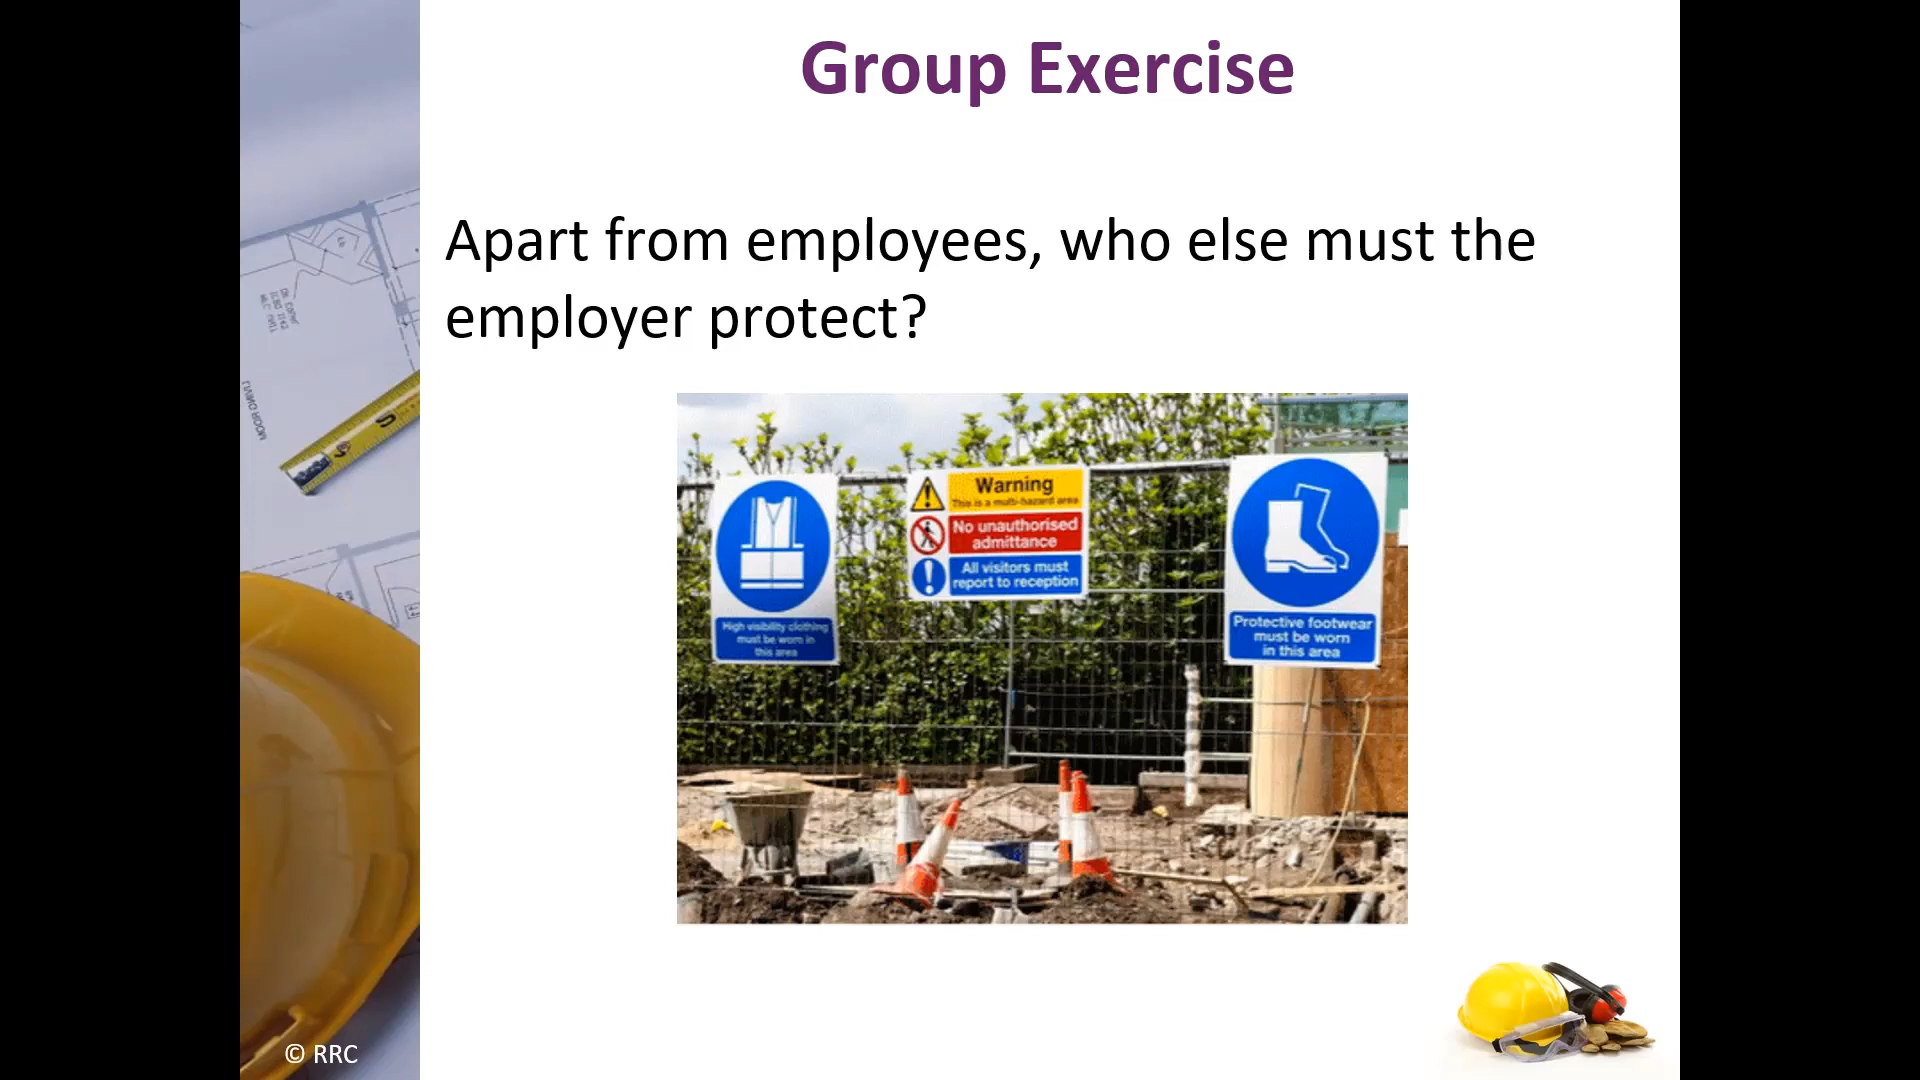 Group Exercise
Apart from employees, who else must the
employer protect?
Warning
This is a multi-hazard area
No unauthorised
admittance
All visitors must
report to reception
High visibility clothing
must be worn in
this area
Protective footwear
must be worn
in this area
LIVING ROOM
© RRC